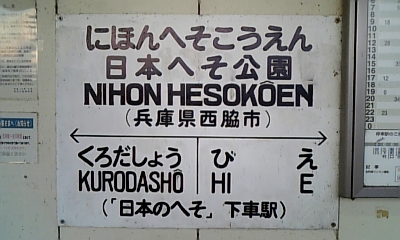 にほんへそこうえん
日本へそ公園
NIHON HESOKŌEN
(兵庫県西脇市)
くろだしょう びえ
KURODASHŌ HI E
(「日本のへそ」下車駅)